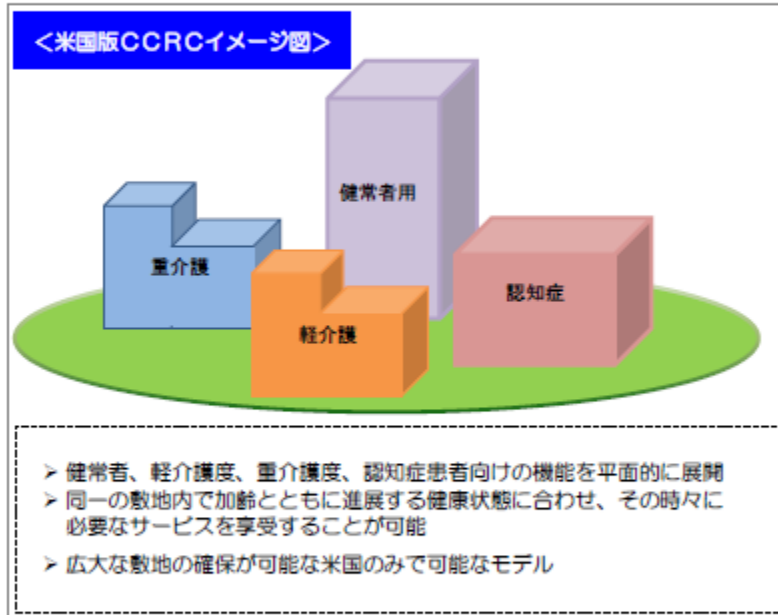 <米国版CCRCイメージ図>
健常者用
重介護
認知症
軽介護
➢ 健常者、軽介護度、重介護度、認知症患者向けの機能を平面的に展開
➢ 同一の敷地内で加齢とともに進展する健康状態に合わせ、その時々に
必要なサービスを享受することが可能
➢ 広大な敷地の確保が可能な米国のみで可能なモデル